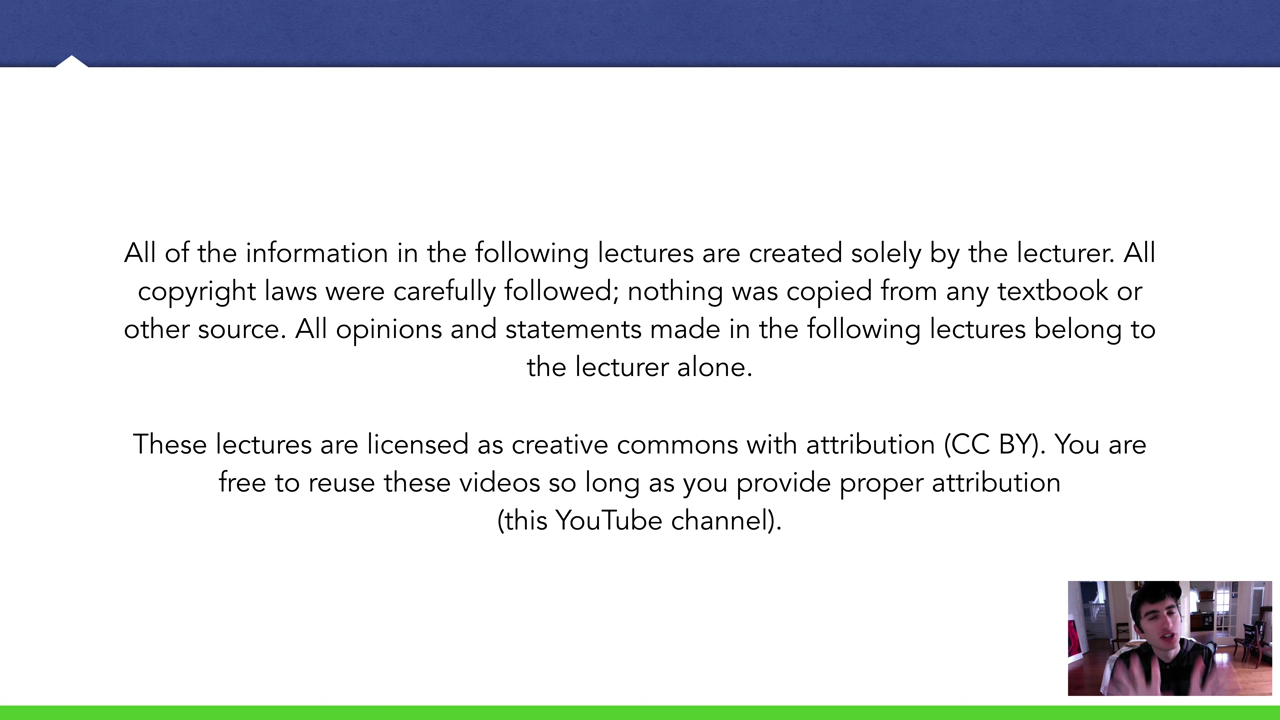 All of the information in the following lectures are created solely by the lecturer. All
copyright laws were carefully followed; nothing was copied from any textbook or
other source. All opinions and statements made in the following lectures belong to
the lecturer alone.
These lectures are licensed as creative commons with attribution (CC BY). You are
free to reuse these videos so long as you provide proper attribution
(this YouTube channel).